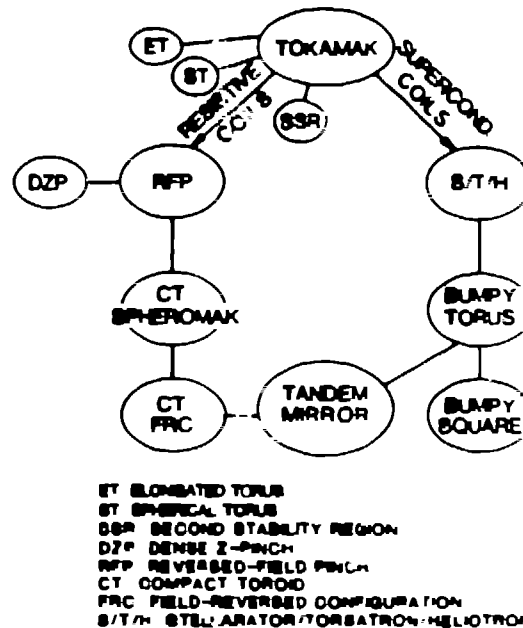 ET
TOKAMAK
ST
RESISTIVE
COILS
SUPERCOND
COILS
SSR
DZP
RFP
S/T/H
CT
SPHEROMAK
BUMPY
TORUS
CT
FRC
TANDEM
MIRROR
BUMPY
SQUARE
ET ELONGATED TORUS
ST SPHERICAL TORUS
SSR SECOND STABILITY REGION
DZP DENSE Z-PINCH
RFP REVERSED-FIELD PINCH
CT COMPACT TOROID
FRC FIELD-REVERSED CONFIGURATION
S/T/H STELLARATOR/TORSATRON/HELIOTRON